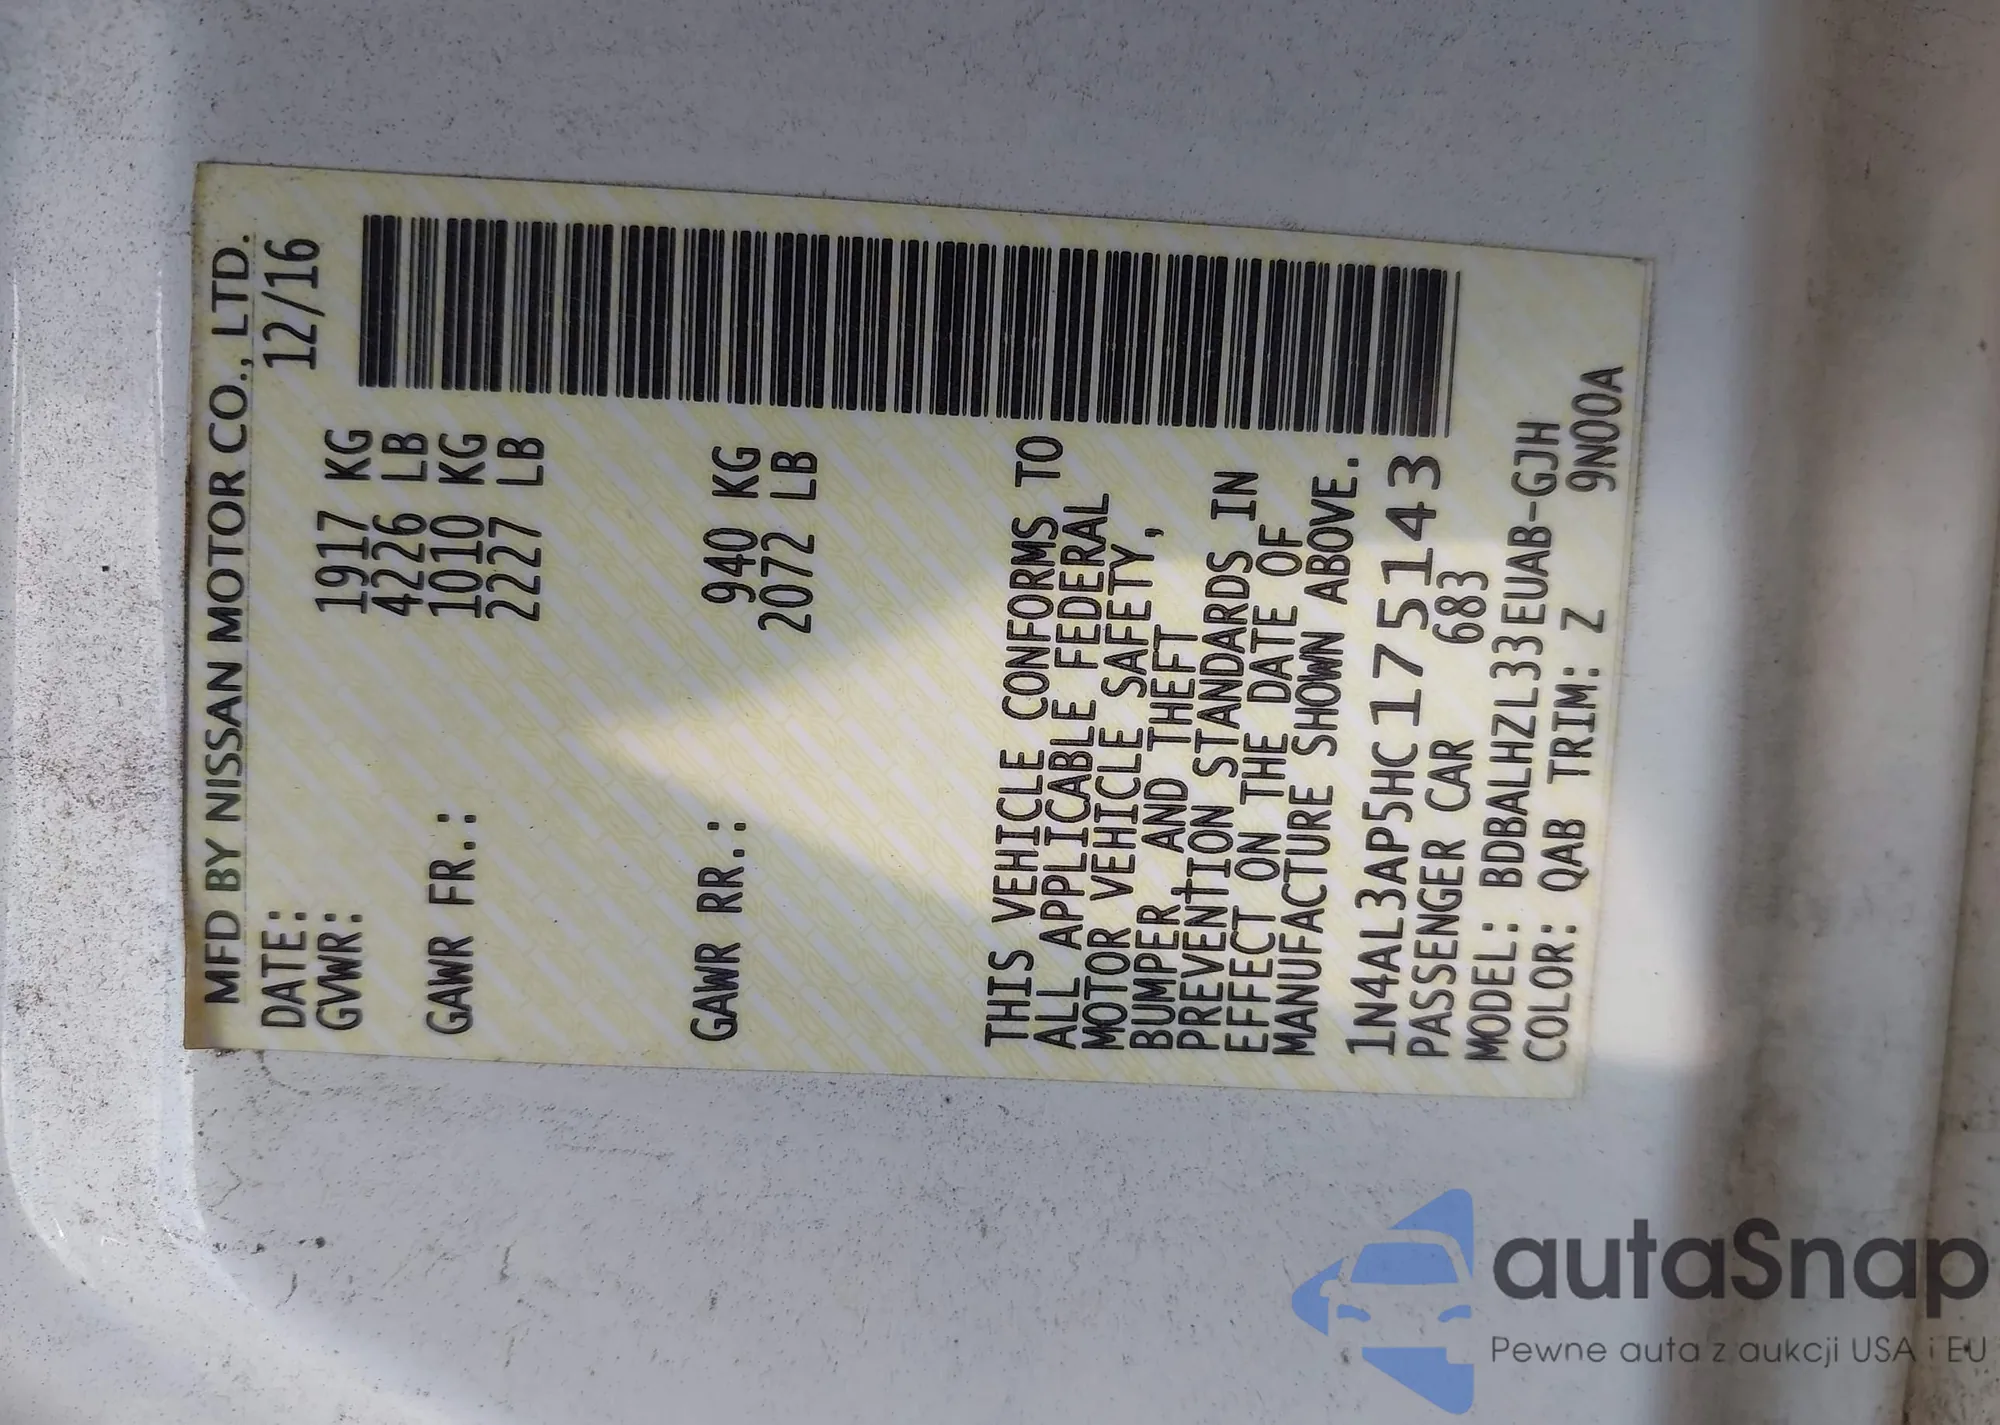 MFD BY NISSAN MOTOR CO., LTD.
DATE: 12/16
GVWR: 1917 KG
4226 LB
GAWR FR.: 1010 KG
2227 LB
GAWR RR.: 940 KG
2072 LB
THIS VEHICLE CONFORMS TO
ALL APPLICABLE FEDERAL
MOTOR VEHICLE SAFETY,
BUMPER AND THEFT
PREVENTION STANDARDS IN
EFFECT ON THE DATE OF
MANUFACTURE SHOWN ABOVE.
1N4AL3AP5HC175143
PASSENGER CAR 683
MODEL: BDBALHZL33EUAB-GJH
COLOR: QAB TRIM: Z 9N00A
autaSnap
Pewne auta z aukcji USA i EU